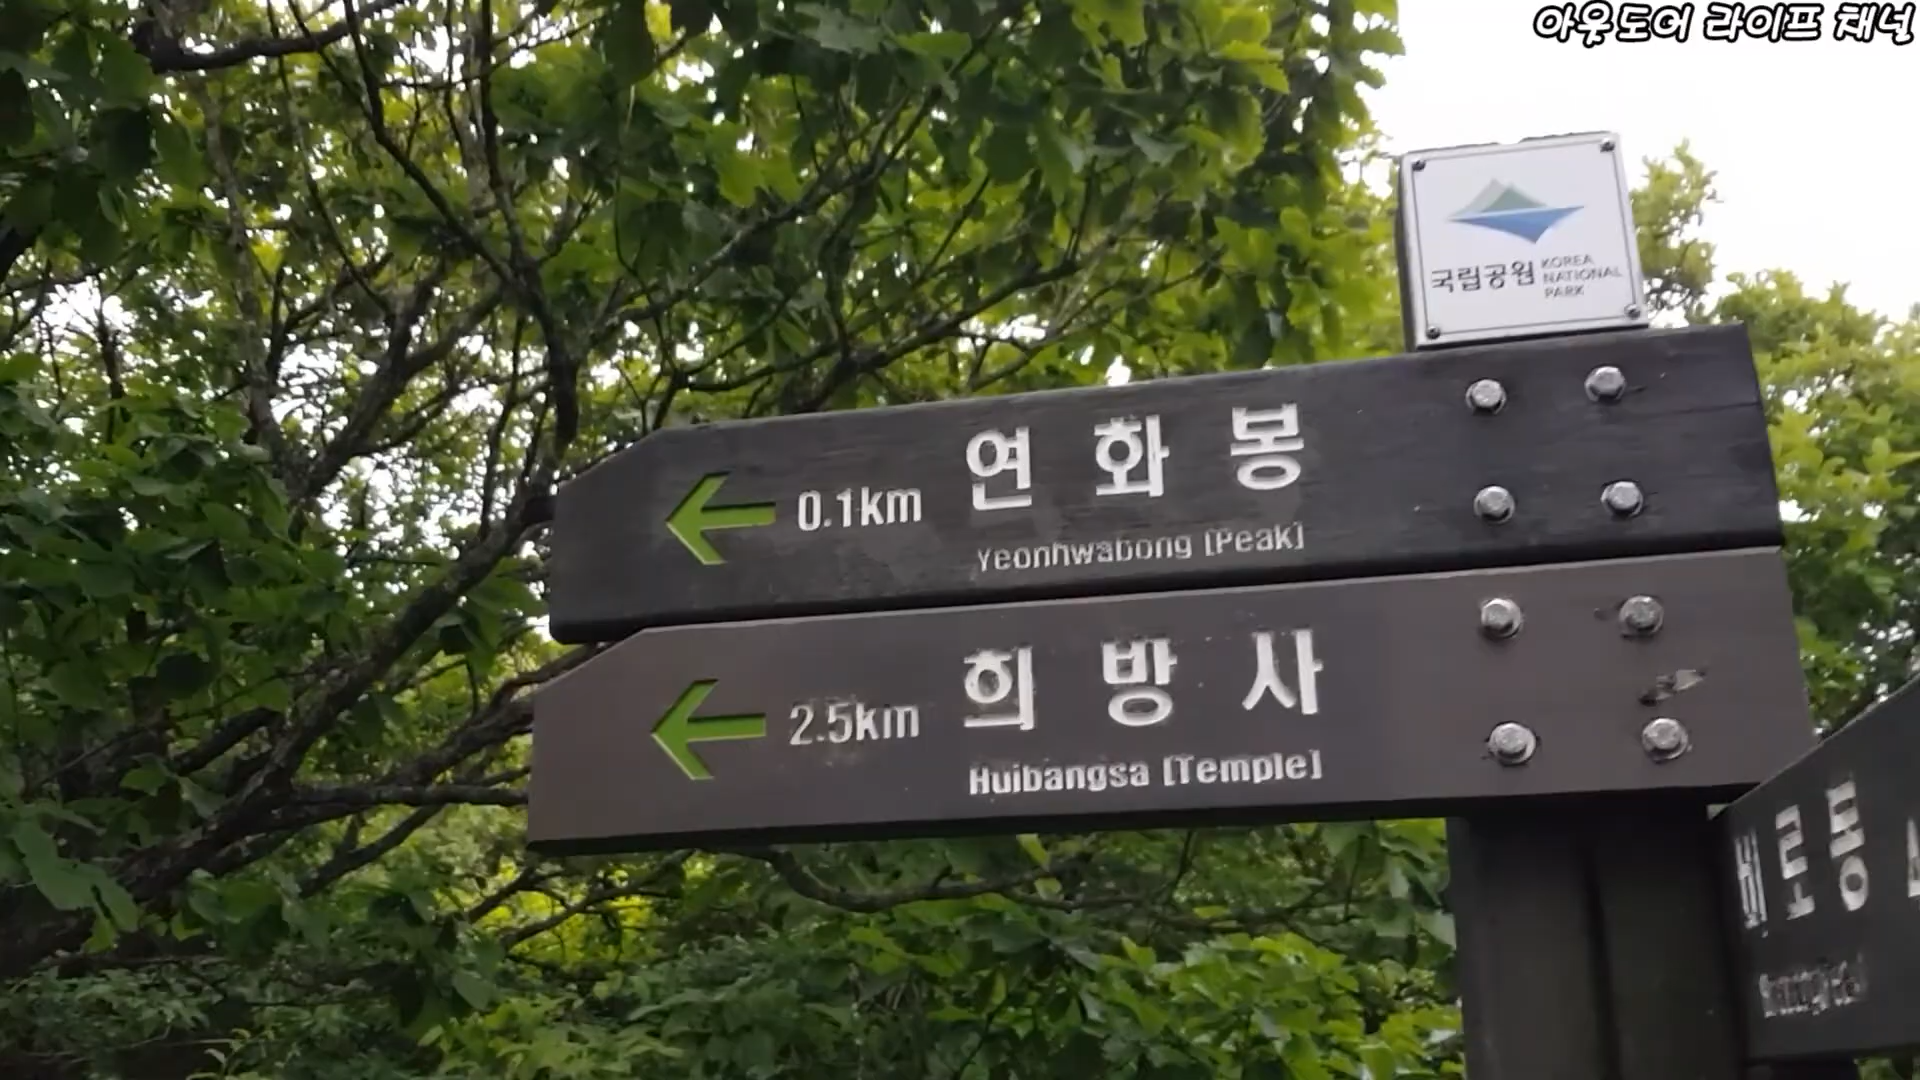 아웃도어 라이프 채널
국립공원 KOREA NATIONAL PARK
0.1km 연화봉
Yeonhwabong [Peak]
2.5km 희방사
Huibangsa [Temple]
비로봉